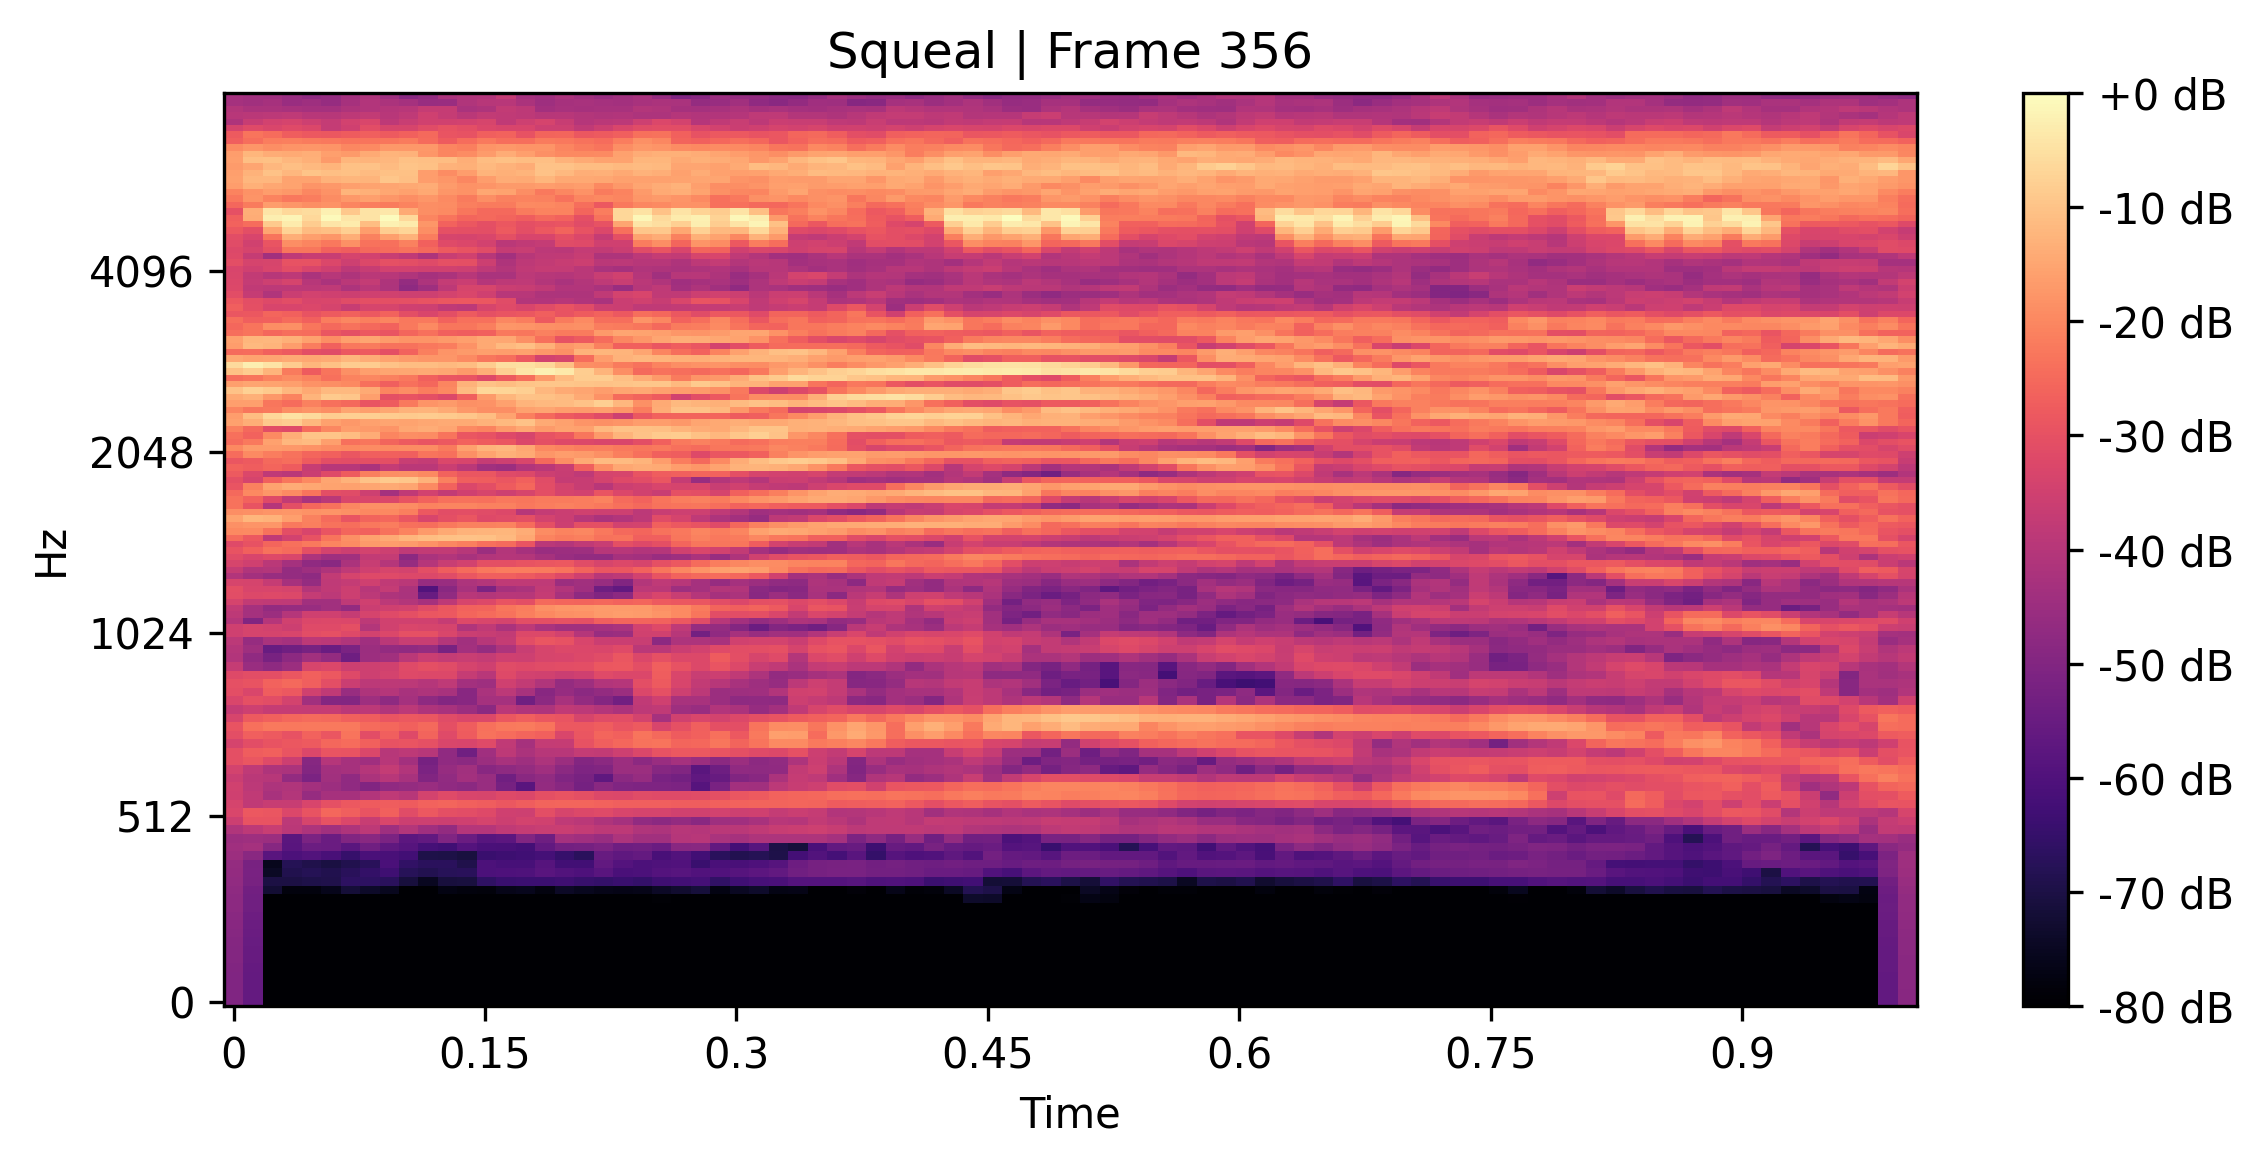 Squeal | Frame 356
+0 dB
-10 dB
-20 dB
-30 dB
-40 dB
-50 dB
-60 dB
-70 dB
-80 dB
Hz
4096
2048
1024
512
0
0 0.15 0.3 0.45 0.6 0.75 0.9
Time